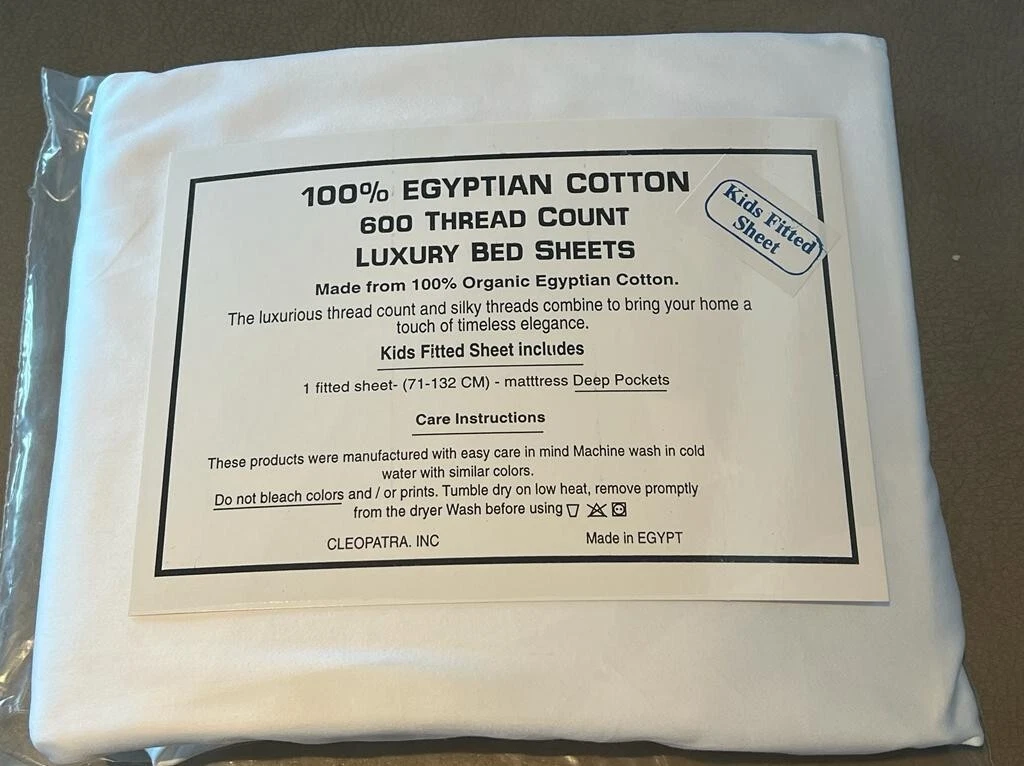 100% EGYPTIAN COTTON
600 THREAD COUNT
LUXURY BED SHEETS
Kids Fitted
Sheet
Made from 100% Organic Egyptian Cotton.
The luxurious thread count and silky threads combine to bring your home a
touch of timeless elegance.
Kids Fitted Sheet includes
1 fitted sheet- (71-132 CM) - matttress Deep Pockets
Care Instructions
These products were manufactured with easy care in mind Machine wash in cold
water with similar colors.
Do not bleach colors and / or prints. Tumble dry on low heat, remove promptly
from the dryer Wash before using
CLEOPATRA. INC Made in EGYPT